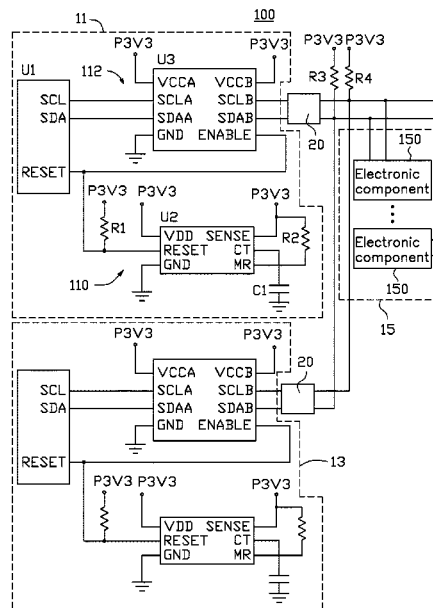 11
100
P3V3
U3
P3V3
P3V3 P3V3
U1
112
R3
R4
VCCA VCCB
SCL
SCLA SCLB
SDA
SDAA SDAB
GND ENABLE
20
150
Electronic
component
RESET
P3V3
P3V3
U2
P3V3
R1
VDD SENSE
RESET CT
GND MR
R2
Electronic
component
150
110
C1
15
P3V3
P3V3
VCCA VCCB
20
SCL
SCLA SCLB
SDA
SDAA SDAB
GND ENABLE
RESET
13
P3V3 P3V3
P3V3
VDD SENSE
RESET CT
GND MR